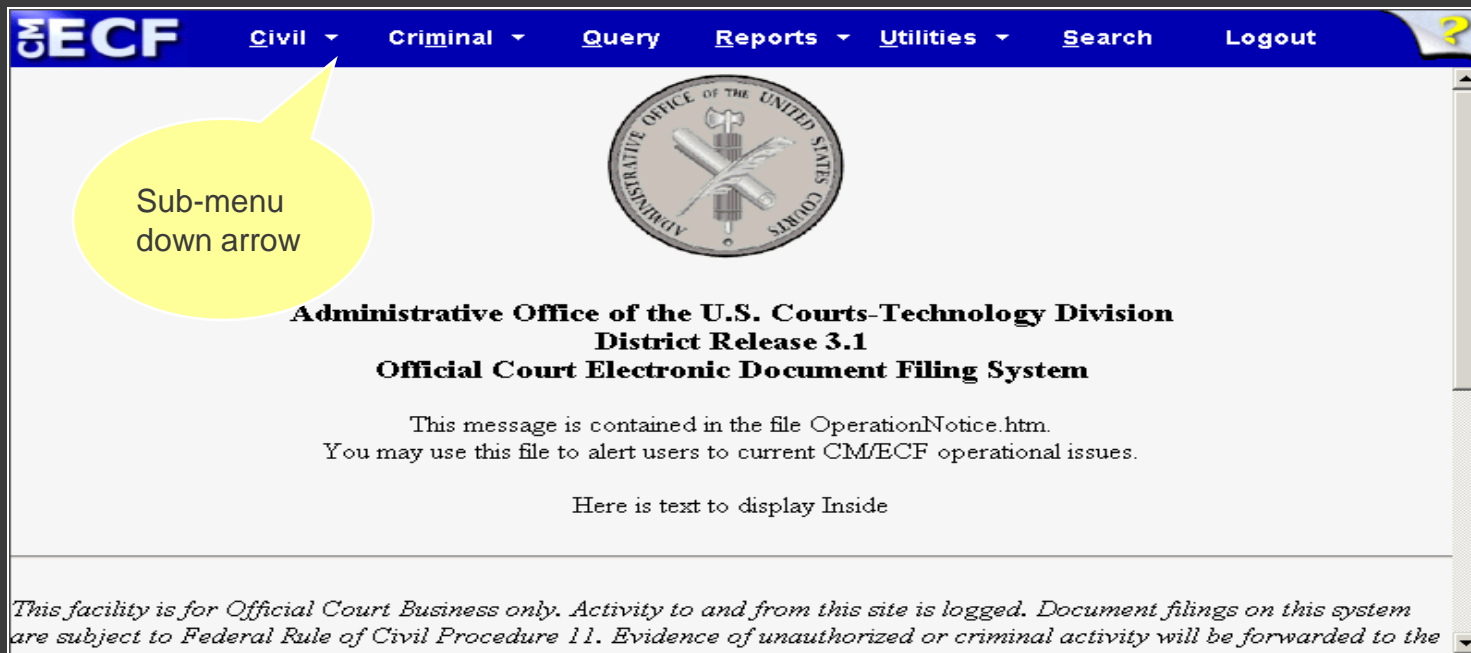 CM ECF Civil Criminal Query Reports Utilities Search Logout ?
ADMINISTRATIVE OFFICE OF THE UNITED STATES COURTS
Sub-menu
down arrow
Administrative Office of the U.S. Courts-Technology Division
District Release 3.1
Official Court Electronic Document Filing System
This message is contained in the file OperationNotice.htm.
You may use this file to alert users to current CM/ECF operational issues.
Here is text to display Inside
This facility is for Official Court Business only. Activity to and from this site is logged. Document filings on this system
are subject to Federal Rule of Civil Procedure 11. Evidence of unauthorized or criminal activity will be forwarded to the